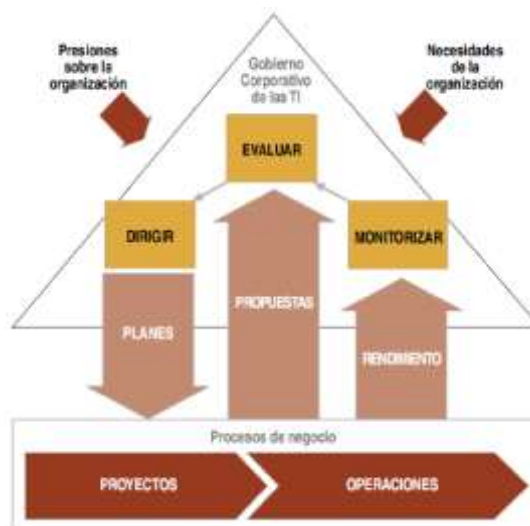 Presiones
sobre la
organización
Gobierno
Corporativo
de las TI
Necesidades
de la
organización
EVALUAR
DIRIGIR
MONITORIZAR
PLANES
PROPUESTAS
RENDIMIENTO
Procesos de negocio
PROYECTOS
OPERACIONES